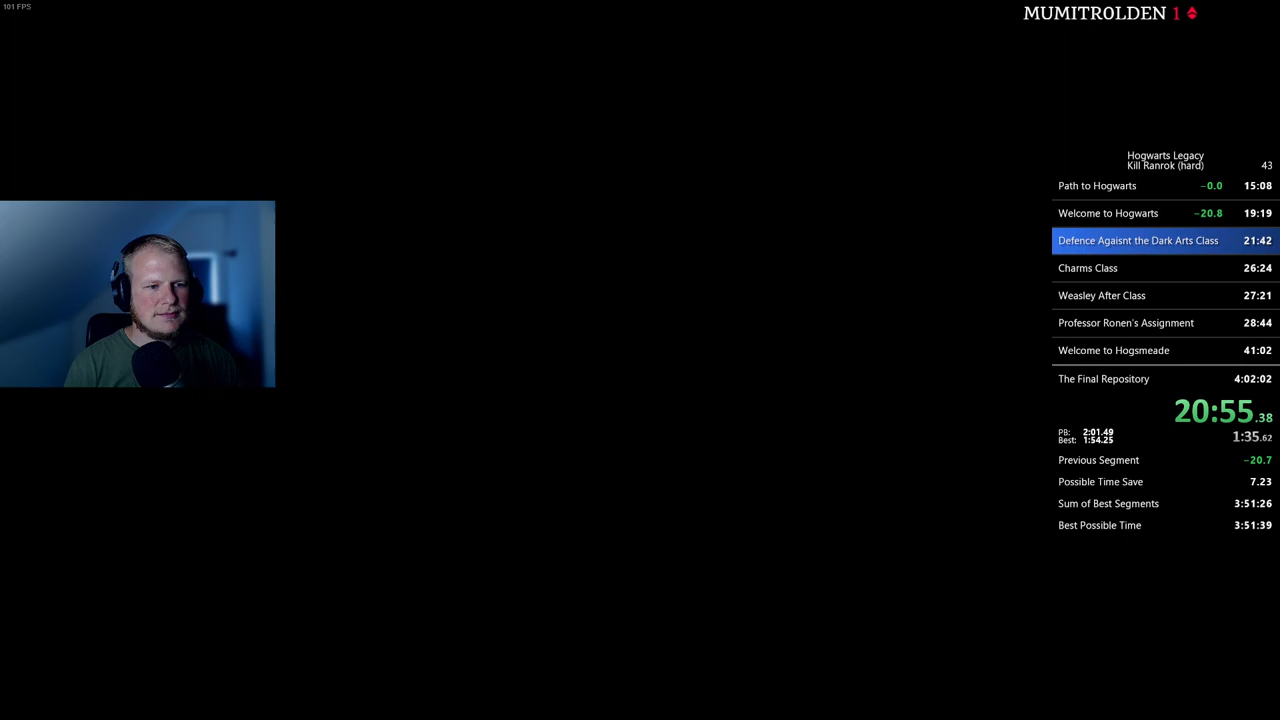 101 FPS
MUMITROLDEN 1
Hogwarts Legacy
Kill Ranrok (hard) 43
Path to Hogwarts −0.0 15:08
Welcome to Hogwarts −20.8 19:19
Defence Agaisnt the Dark Arts Class 21:42
Charms Class 26:24
Weasley After Class 27:21
Professor Ronen's Assignment 28:44
Welcome to Hogsmeade 41:02
The Final Repository 4:02:02
20:55.38
PB: 2:01.49
Best: 1:54.25
1:35.62
Previous Segment −20.7
Possible Time Save 7.23
Sum of Best Segments 3:51:26
Best Possible Time 3:51:39